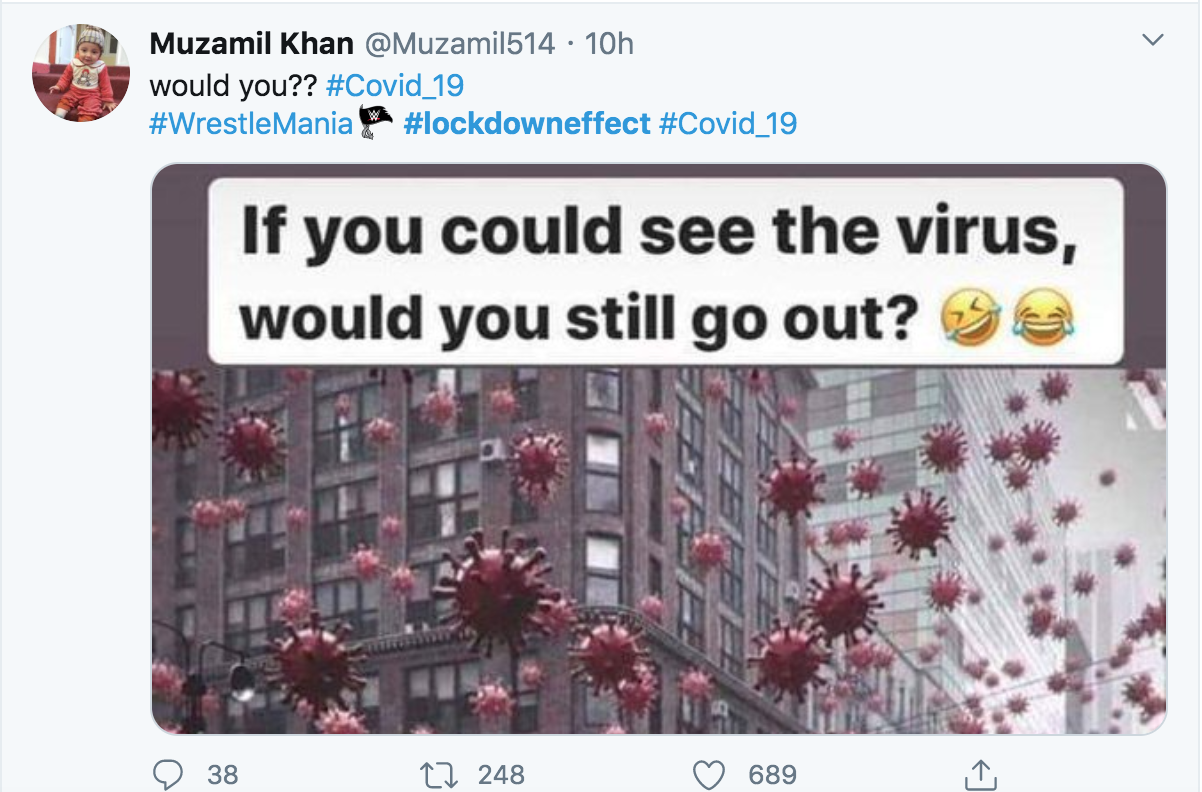 Muzamil Khan @Muzamil514 · 10h
would you?? #Covid_19
#WrestleMania #lockdowneffect #Covid_19
If you could see the virus,
would you still go out? 🤣😂
38 248 689